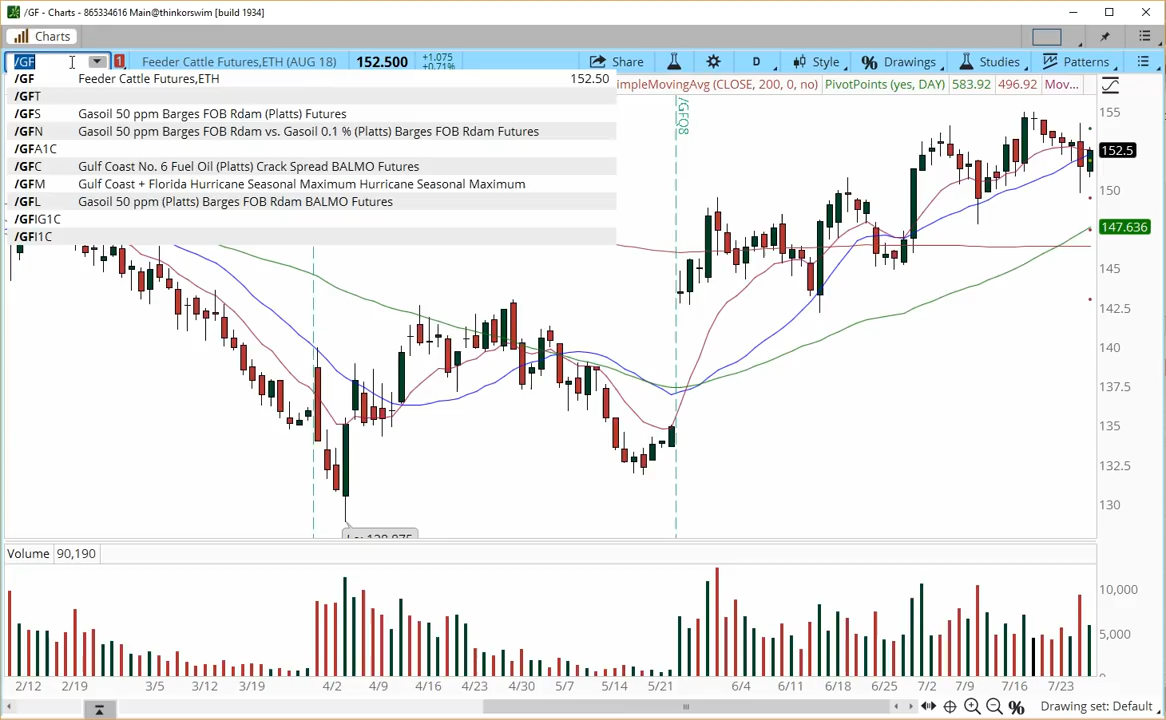 /GF - Charts - 865334616 Main@thinkorswim [build 1934]
Charts
/GF 1 Feeder Cattle Futures,ETH (AUG 18) 152.500 +1.075 +0.71% Share D Style Drawings Studies Patterns
/GF Feeder Cattle Futures,ETH 152.50
/GFT
/GFS Gasoil 50 ppm Barges FOB Rdam (Platts) Futures
/GFN Gasoil 50 ppm Barges FOB Rdam vs. Gasoil 0.1 % (Platts) Barges FOB Rdam Futures
/GFA1C
/GFC Gulf Coast No. 6 Fuel Oil (Platts) Crack Spread BALMO Futures
/GFM Gulf Coast + Florida Hurricane Seasonal Maximum Hurricane Seasonal Maximum
/GFL Gasoil 50 ppm (Platts) Barges FOB Rdam BALMO Futures
/GFIG1C
/GFI1C
impleMovingAvg (CLOSE, 200, 0, no) PivotPoints (yes, DAY) 583.92 496.92 Mov...
/GFQ8
155
152.5
150
147.636
145
142.5
140
137.5
135
132.5
130
Volume 90,190
10,000
5,000
2/12 2/19 3/5 3/12 3/19 4/2 4/9 4/16 4/23 4/30 5/7 5/14 5/21 6/4 6/11 6/18 6/25 7/2 7/9 7/16 7/23
Drawing set: Default